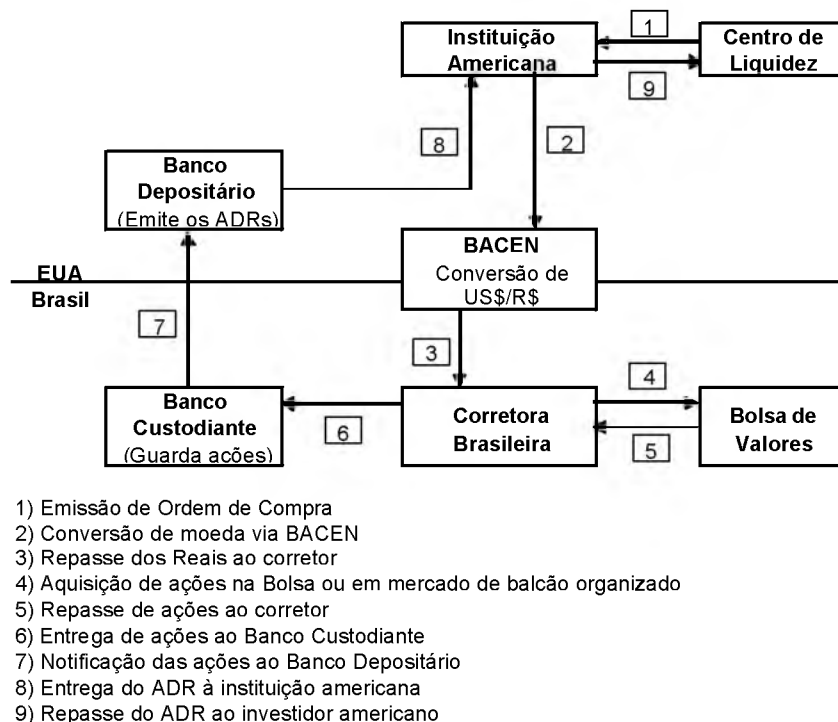 1
Instituição
Americana
Centro de
Liquidez
9
8
2
Banco
Depositário
(Emite os ADRs)
BACEN
Conversão de
US$/R$
EUA
Brasil
7
3
4
Banco
Custodiante
(Guarda ações)
6
Corretora
Brasileira
5
Bolsa de
Valores
1) Emissão de Ordem de Compra
2) Conversão de moeda via BACEN
3) Repasse dos Reais ao corretor
4) Aquisição de ações na Bolsa ou em mercado de balcão organizado
5) Repasse de ações ao corretor
6) Entrega de ações ao Banco Custodiante
7) Notificação das ações ao Banco Depositário
8) Entrega do ADR à instituição americana
9) Repasse do ADR ao investidor americano